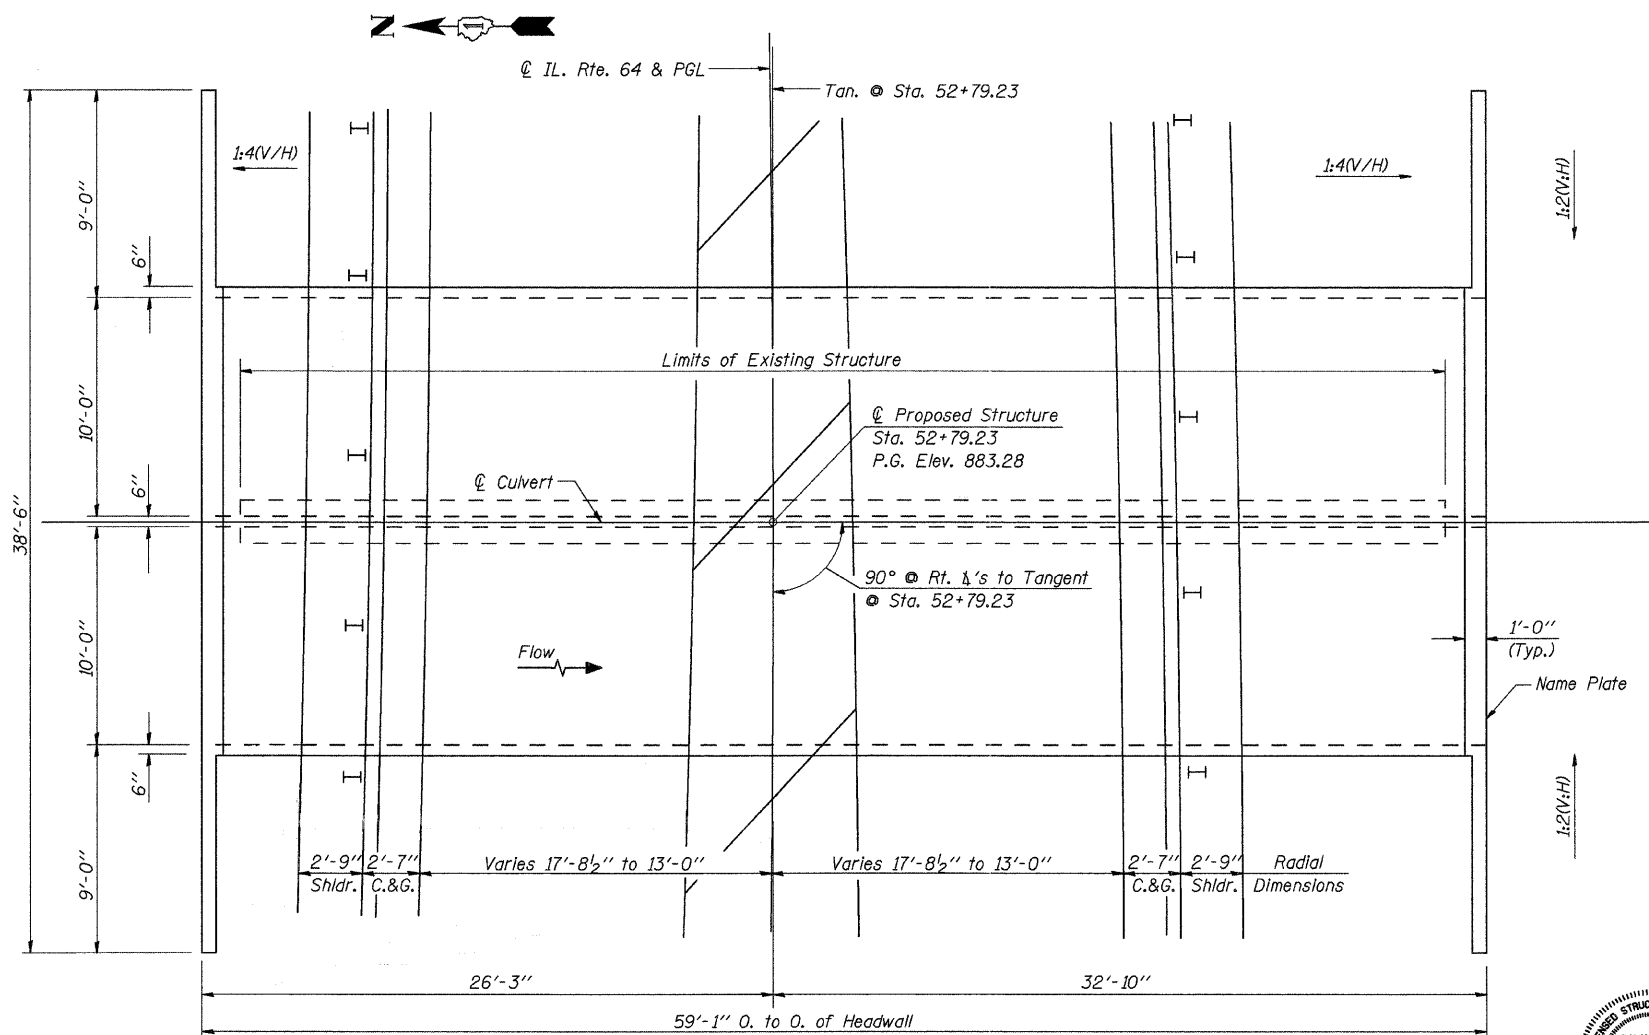 N
℄ IL. Rte. 64 & PGL
Tan. @ Sta. 52+79.23
1:4(V/H)
1:4(V/H)
1:2(V:H)
9'-0"
6"
10'-0"
Limits of Existing Structure
℄ Proposed Structure
Sta. 52+79.23
P.G. Elev. 883.28
℄ Culvert
6"
38'-6"
90° @ Rt. ∡'s to Tangent
@ Sta. 52+79.23
10'-0"
Flow
1'-0"
(Typ.)
Name Plate
6"
1:2(V:H)
9'-0"
2'-9" 2'-7" Varies 17'-8½" to 13'-0" Varies 17'-8½" to 13'-0" 2'-7" 2'-9" Radial
Shldr. C.&G. C.&G. Shldr. Dimensions
26'-3" 32'-10"
59'-1" O. to O. of Headwall